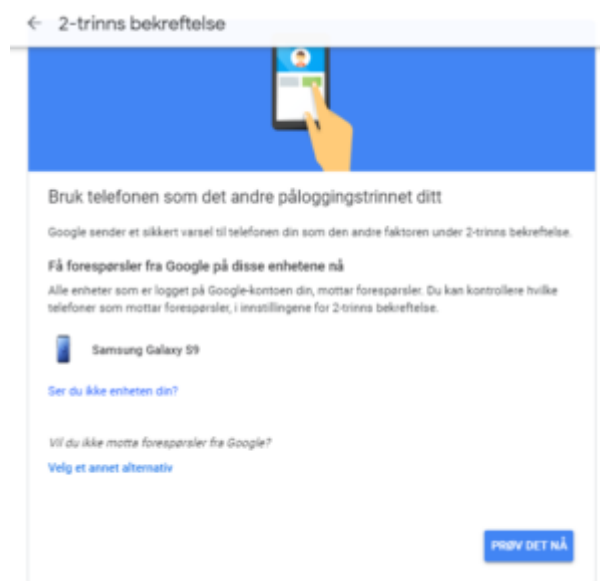 ← 2-trinns bekreftelse
Bruk telefonen som det andre påloggingstrinnet ditt
Google sender et sikkert varsel til telefonen din som den andre faktoren under 2-trinns bekreftelse.
Få forespørsler fra Google på disse enhetene nå
Alle enheter som er logget på Google-kontoen din, mottar forespørsler. Du kan kontrollere hvilke
telefoner som mottar forespørsler, i innstillingene for 2-trinns bekreftelse.
Samsung Galaxy S9
Ser du ikke enheten din?
Vil du ikke motta forespørsler fra Google?
Velg et annet alternativ
PRØV DET NÅ